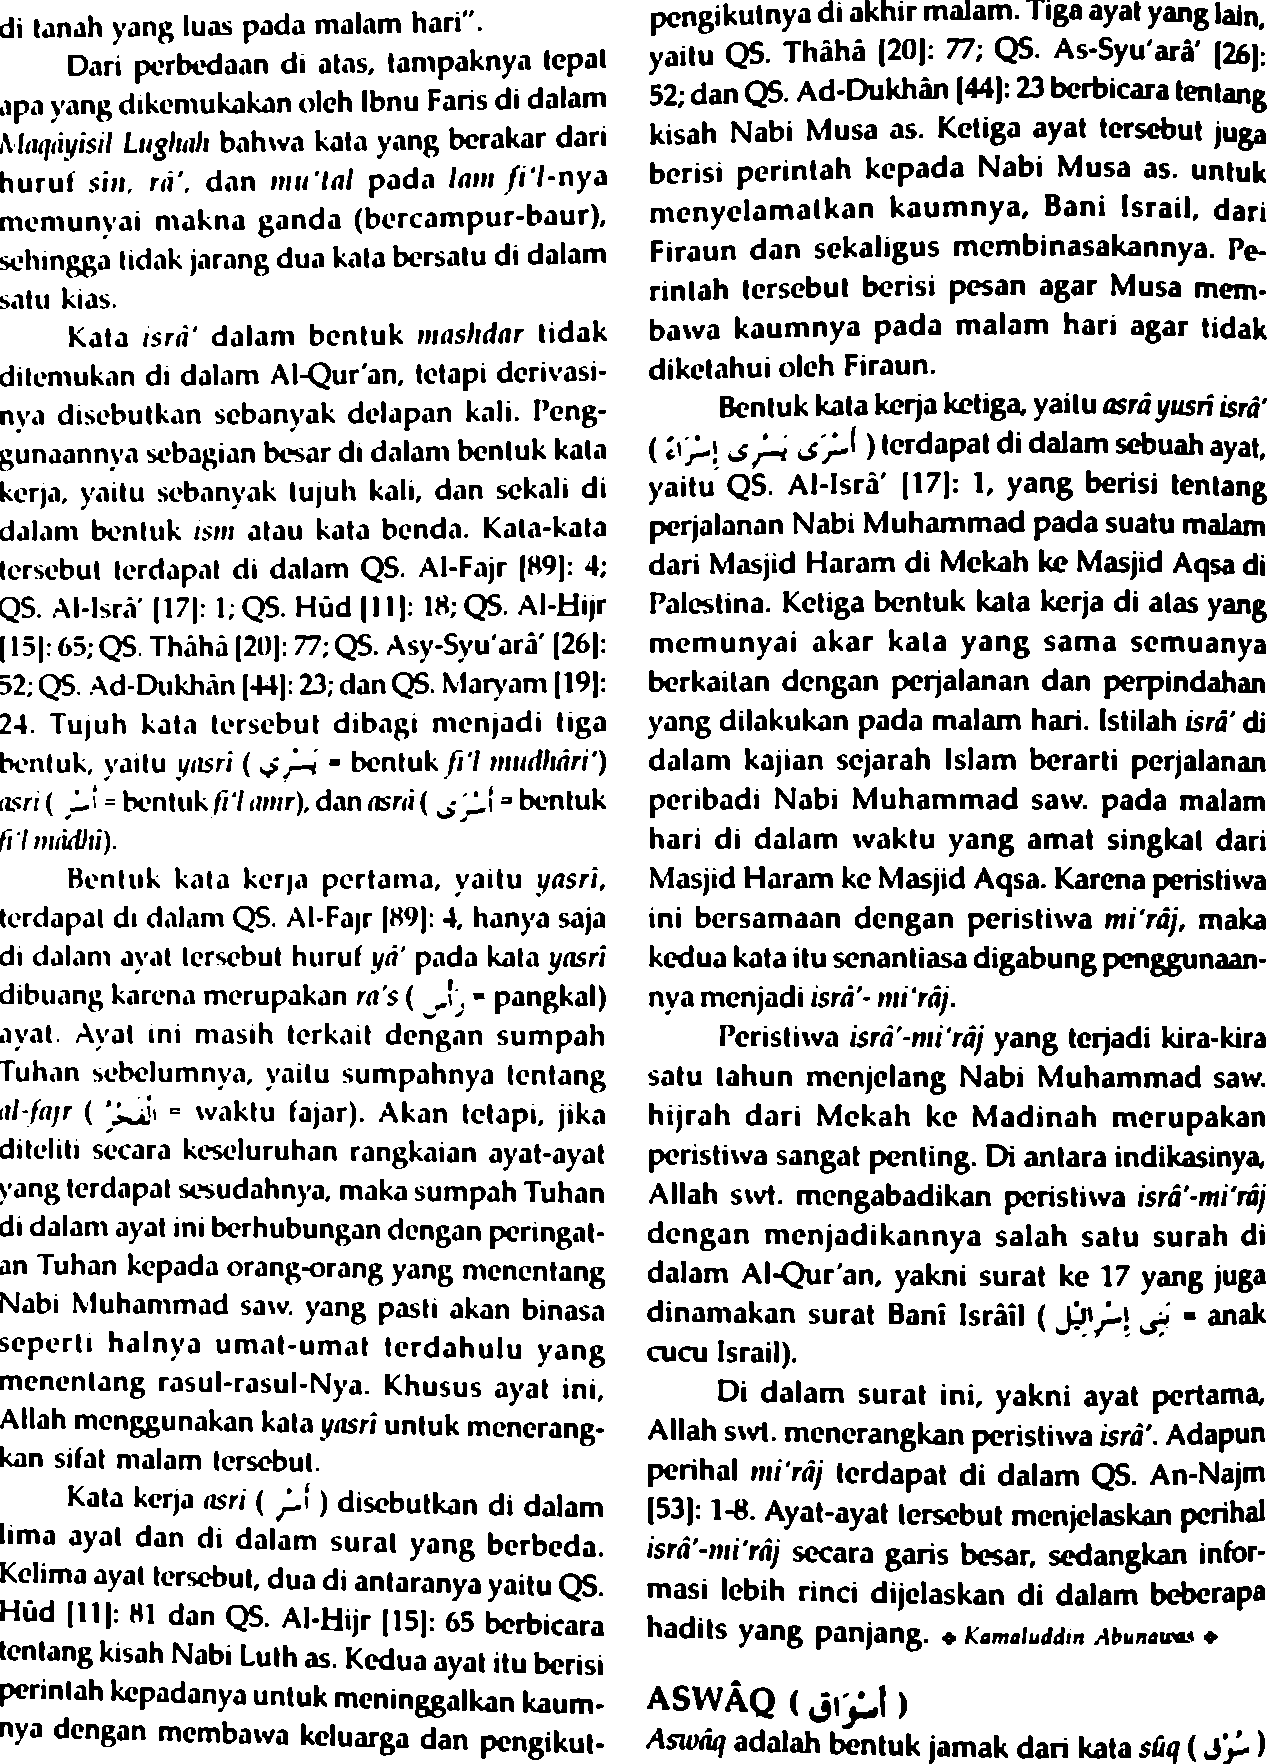 di tanah yang luas pada malam hari".
Dari perbedaan di atas, tampaknya tepat
apa yang dikemukakan oleh Ibnu Faris di dalam
Maqâyisil Lughah bahwa kata yang berakar dari
huruf sin, râ', dan mu'tal pada lam fi'l-nya
memunyai makna ganda (bercampur-baur),
sehingga tidak jarang dua kata bersatu di dalam
satu kias.
Kata isrâ' dalam bentuk mashdar tidak
ditemukan di dalam Al-Qur'an, tetapi derivasi-
nya disebutkan sebanyak delapan kali. Peng-
gunaannya sebagian besar di dalam bentuk kata
kerja, yaitu sebanyak tujuh kali, dan sekali di
dalam bentuk ism atau kata benda. Kata-kata
tersebut terdapat di dalam QS. Al-Fajr [89]: 4;
QS. Al-Isrâ' [17]: 1; QS. Hûd [11]: 18; QS. Al-Hijr
[15]: 65; QS. Thâhâ [20]: 77; QS. Asy-Syu'arâ' [26]:
52; QS. Ad-Dukhân [44]: 23; dan QS. Maryam [19]:
24. Tujuh kata tersebut dibagi menjadi tiga
bentuk, yaitu yasri ( يَسْرِي = bentuk fi'l mudhâri')
asri ( أَسْرِ = bentuk fi'l amr), dan asrâ ( أَسْرَى = bentuk
fi'l mâdhi).
Bentuk kata kerja pertama, yaitu yasrî,
terdapat di dalam QS. Al-Fajr [89]: 4, hanya saja
di dalam ayat tersebut huruf yâ' pada kata yasrî
dibuang karena merupakan ra's ( رَأْس = pangkal)
ayat. Ayat ini masih terkait dengan sumpah
Tuhan sebelumnya, yaitu sumpahnya tentang
al-fajr ( الْفَجْرُ = waktu fajar). Akan tetapi, jika
diteliti secara keseluruhan rangkaian ayat-ayat
yang terdapat sesudahnya, maka sumpah Tuhan
di dalam ayat ini berhubungan dengan peringat-
an Tuhan kepada orang-orang yang menentang
Nabi Muhammad saw. yang pasti akan binasa
seperti halnya umat-umat terdahulu yang
menentang rasul-rasul-Nya. Khusus ayat ini,
Allah menggunakan kata yasrî untuk menerang-
kan sifat malam tersebut.
Kata kerja asri ( أَسْرِ ) disebutkan di dalam
lima ayat dan di dalam surat yang berbeda.
Kelima ayat tersebut, dua di antaranya yaitu QS.
Hûd [11]: 81 dan QS. Al-Hijr [15]: 65 berbicara
tentang kisah Nabi Luth as. Kedua ayat itu berisi
perintah kepadanya untuk meninggalkan kaum-
nya dengan membawa keluarga dan pengikut-
pengikutnya di akhir malam. Tiga ayat yang lain,
yaitu QS. Thâhâ [20]: 77; QS. As-Syu'arâ' [26]:
52; dan QS. Ad-Dukhân [44]: 23 berbicara tentang
kisah Nabi Musa as. Ketiga ayat tersebut juga
berisi perintah kepada Nabi Musa as. untuk
menyelamatkan kaumnya, Bani Israil, dari
Firaun dan sekaligus membinasakannya. Pe-
rintah tersebut berisi pesan agar Musa mem-
bawa kaumnya pada malam hari agar tidak
diketahui oleh Firaun.
Bentuk kata kerja ketiga, yaitu asrâ yusrî isrâ'
( أَسْرَى يُسْرِى إِسْرَاءً ) terdapat di dalam sebuah ayat,
yaitu QS. Al-Isrâ' [17]: 1, yang berisi tentang
perjalanan Nabi Muhammad pada suatu malam
dari Masjid Haram di Mekah ke Masjid Aqsa di
Palestina. Ketiga bentuk kata kerja di atas yang
memunyai akar kata yang sama semuanya
berkaitan dengan perjalanan dan perpindahan
yang dilakukan pada malam hari. Istilah isrâ' di
dalam kajian sejarah Islam berarti perjalanan
peribadi Nabi Muhammad saw. pada malam
hari di dalam waktu yang amat singkat dari
Masjid Haram ke Masjid Aqsa. Karena peristiwa
ini bersamaan dengan peristiwa mi'râj, maka
kedua kata itu senantiasa digabung penggunaan-
nya menjadi isrâ'- mi'râj.
Peristiwa isrâ'-mi'râj yang terjadi kira-kira
satu tahun menjelang Nabi Muhammad saw.
hijrah dari Mekah ke Madinah merupakan
peristiwa sangat penting. Di antara indikasinya,
Allah swt. mengabadikan peristiwa isrâ'-mi'râj
dengan menjadikannya salah satu surah di
dalam Al-Qur'an, yakni surat ke 17 yang juga
dinamakan surat Banî Isrâîl ( بَنِى إِسْرَائِيْل = anak
cucu Israil).
Di dalam surat ini, yakni ayat pertama,
Allah swt. menerangkan peristiwa isrâ'. Adapun
perihal mi'râj terdapat di dalam QS. An-Najm
[53]: 1-8. Ayat-ayat tersebut menjelaskan perihal
isrâ'-mi'râj secara garis besar, sedangkan infor-
masi lebih rinci dijelaskan di dalam beberapa
hadits yang panjang. ◆ Kamaluddin Abunawas ◆
ASWÂQ ( أَسْوَاق )
Aswâq adalah bentuk jamak dari kata sûq ( سُوْق )